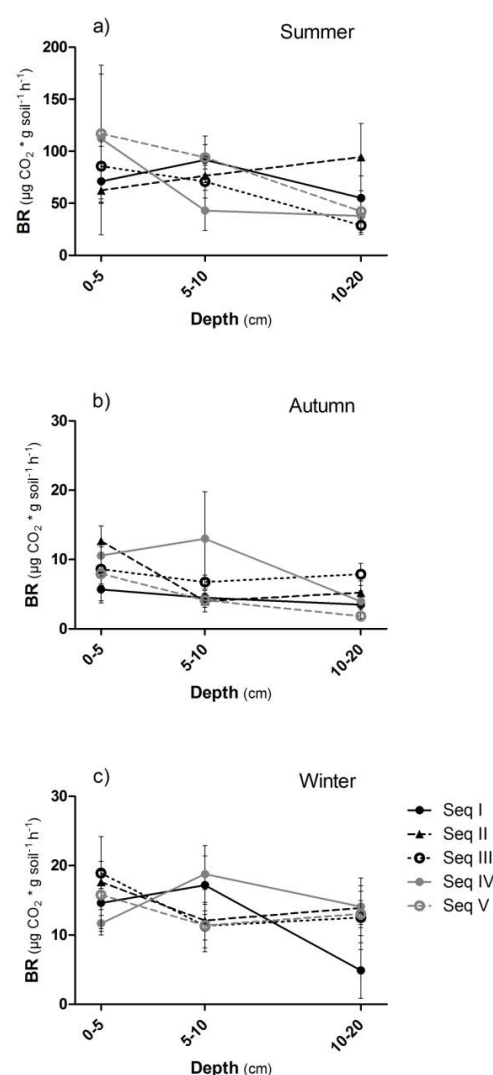 a) Summer
200
150
100
50
0
BR (µg CO₂ * g soil⁻¹ h⁻¹)
0-5 5-10 10-20
Depth (cm)
b) Autumn
30
20
10
0
BR (µg CO₂ * g soil⁻¹ h⁻¹)
0-5 5-10 10-20
Depth (cm)
c) Winter
30
20
10
0
BR (µg CO₂ * g soil⁻¹ h⁻¹)
0-5 5-10 10-20
Depth (cm)
Seq I
Seq II
Seq III
Seq IV
Seq V